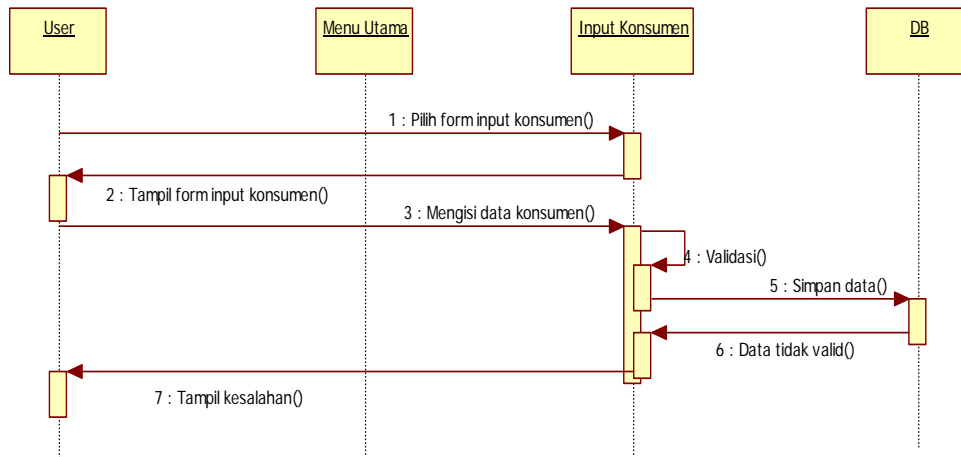 User
Menu Utama
Input Konsumen
DB
1 : Pilih form input konsumen()
2 : Tampil form input konsumen()
3 : Mengisi data konsumen()
4 : Validasi()
5 : Simpan data()
6 : Data tidak valid()
7 : Tampil kesalahan()